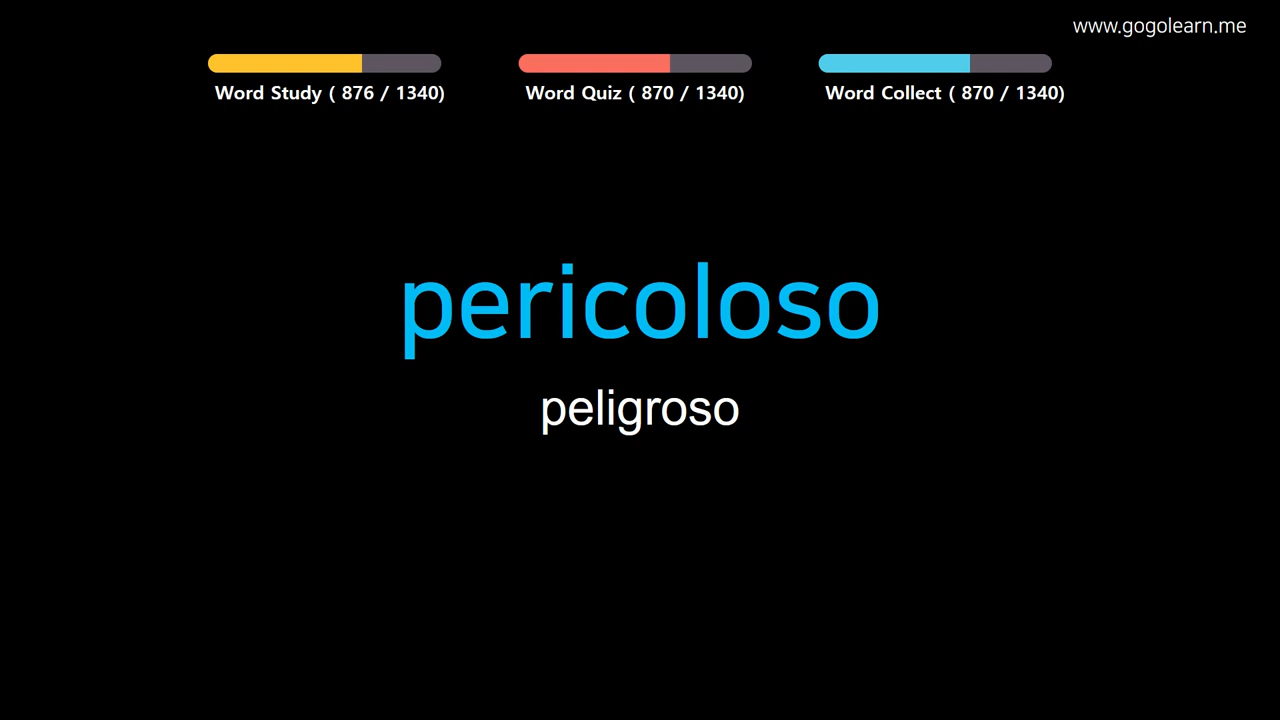 www.gogolearn.me
Word Study ( 876 / 1340)
Word Quiz ( 870 / 1340)
Word Collect ( 870 / 1340)
pericoloso
peligroso